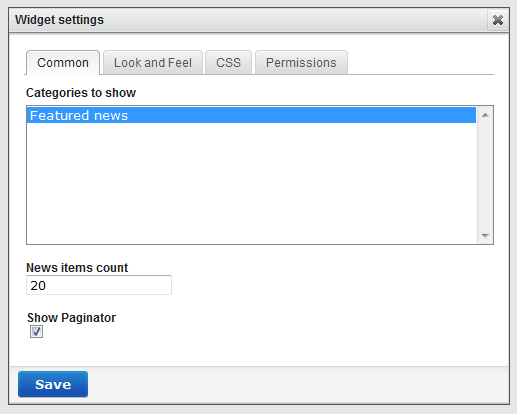 Widget settings
Common Look and Feel CSS Permissions
Categories to show
Featured news
News items count
20
Show Paginator
Save